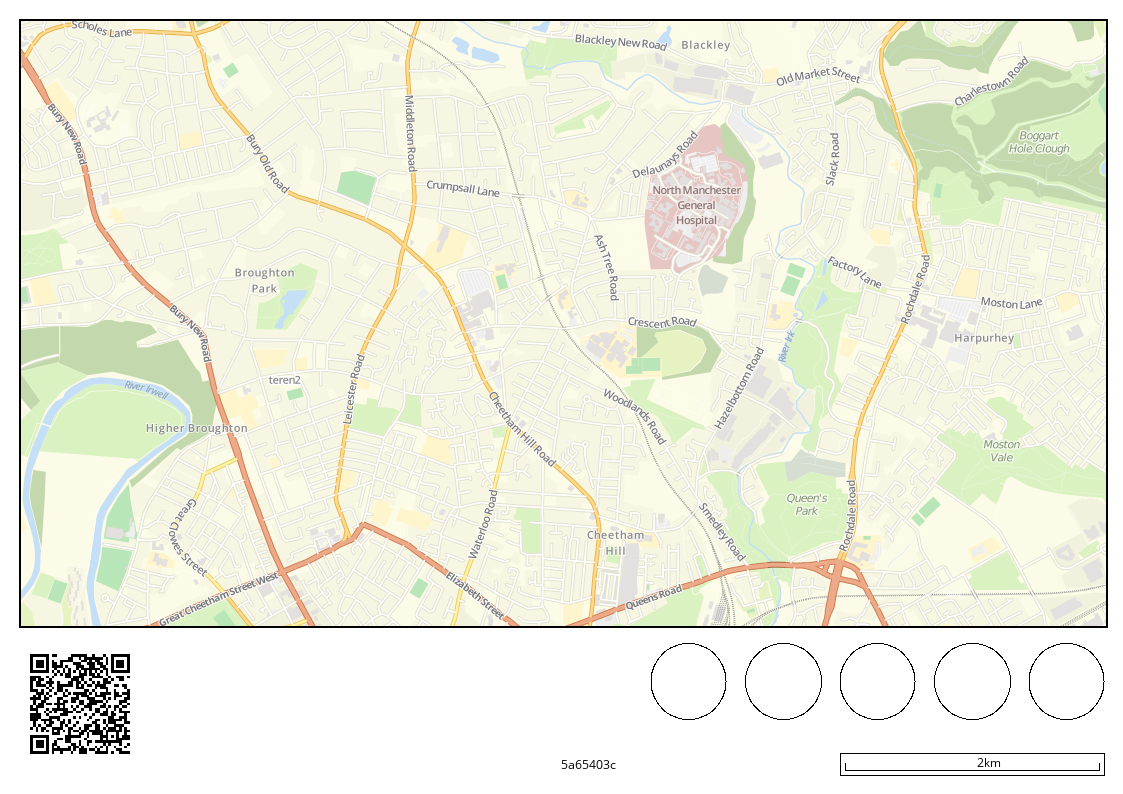 Scholes Lane
Blackley New Road
Blackley
Old Market Street
Charlestown Road
Bury New Road
Middleton Road
Bury Old Road
Delaunays Road
Slack Road
Boggart
Hole Clough
Crumpsall Lane
North Manchester
General
Hospital
Ash Tree Road
Factory Lane
Rochdale Road
Broughton
Park
Moston Lane
Bury New Road
Crescent Road
River Irk
Harpurhey
River Irwell
teren2
Leicester Road
Hazelbottom Road
Cheetham Hill Road
Woodlands Road
Higher Broughton
Moston
Vale
Great Clowes Street
Waterloo Road
Queen's
Park
Rochdale Road
Smedley Road
Cheetham
Hill
Great Cheetham Street West
Elizabeth Street
Queens Road
5a65403c
2km